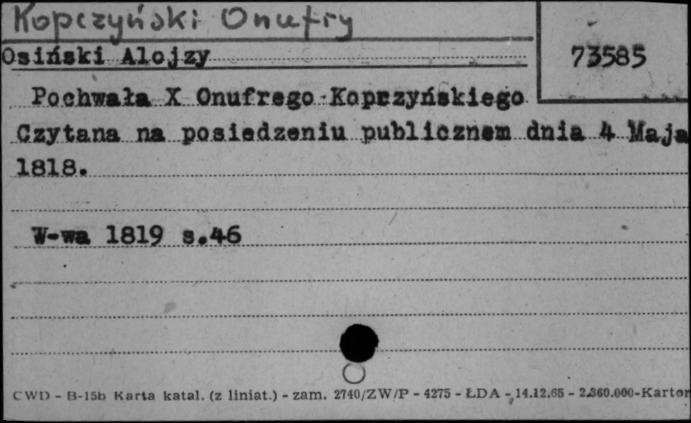 Kopczyński Onufry
Osiński Alojzy
73585
Pochwała X Onufrego Kopczyńskiego
Czytana na posiedzeniu publicznem dnia 4 Maja
1818.
W-wa 1819 s.46
CWD - B-15b Karta katal. (z liniat.) - zam. 2740/ZW/P - 4275 - ŁDA - 14.12.65 - 2.360.000-Karton